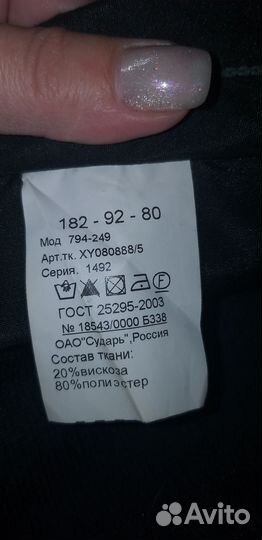 182 - 92 - 80
Мод 794-249
Арт.тк. XY080888/5
Серия. 1492
ГОСТ 25295-2003
№ 18543/0000 Б338
ОАО"Сударь",Россия
Состав ткани:
20%вискоза
80%полиэстер
Avito